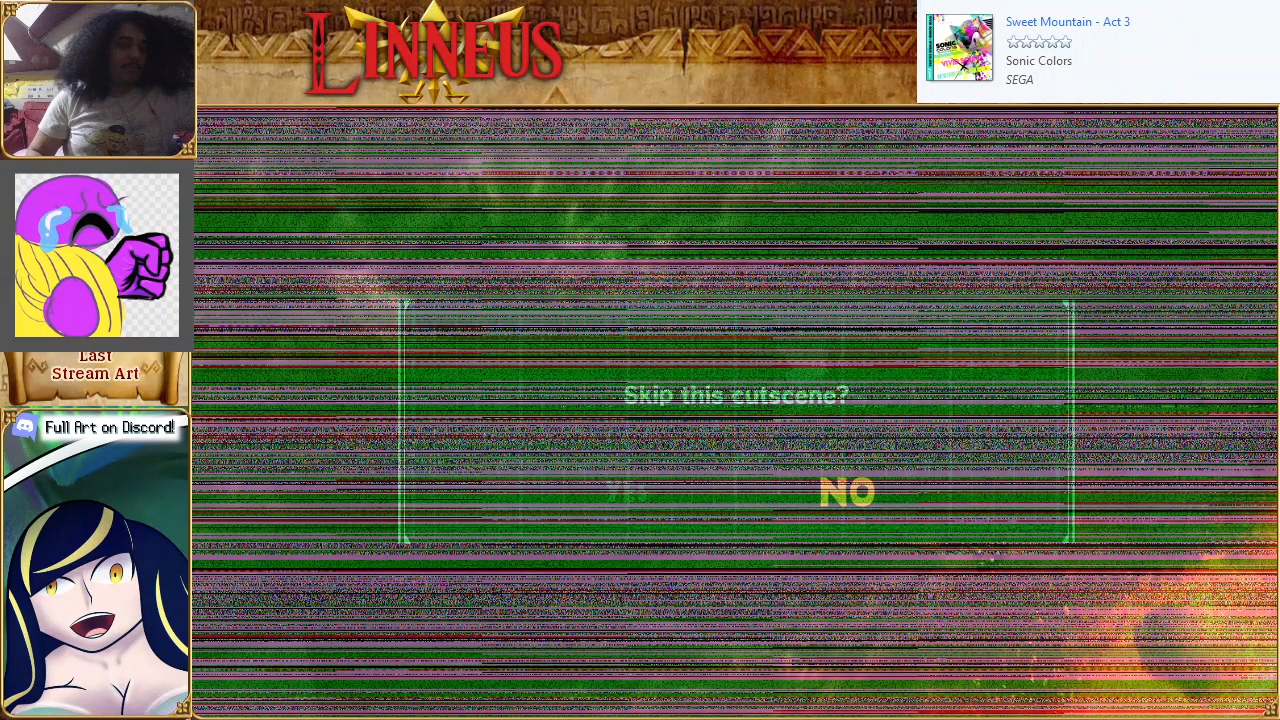 LINNEUS
Sweet Mountain - Act 3
Sonic Colors
SEGA
Last
Stream Art
Full Art on Discord!
Skip this cutscene?
NO